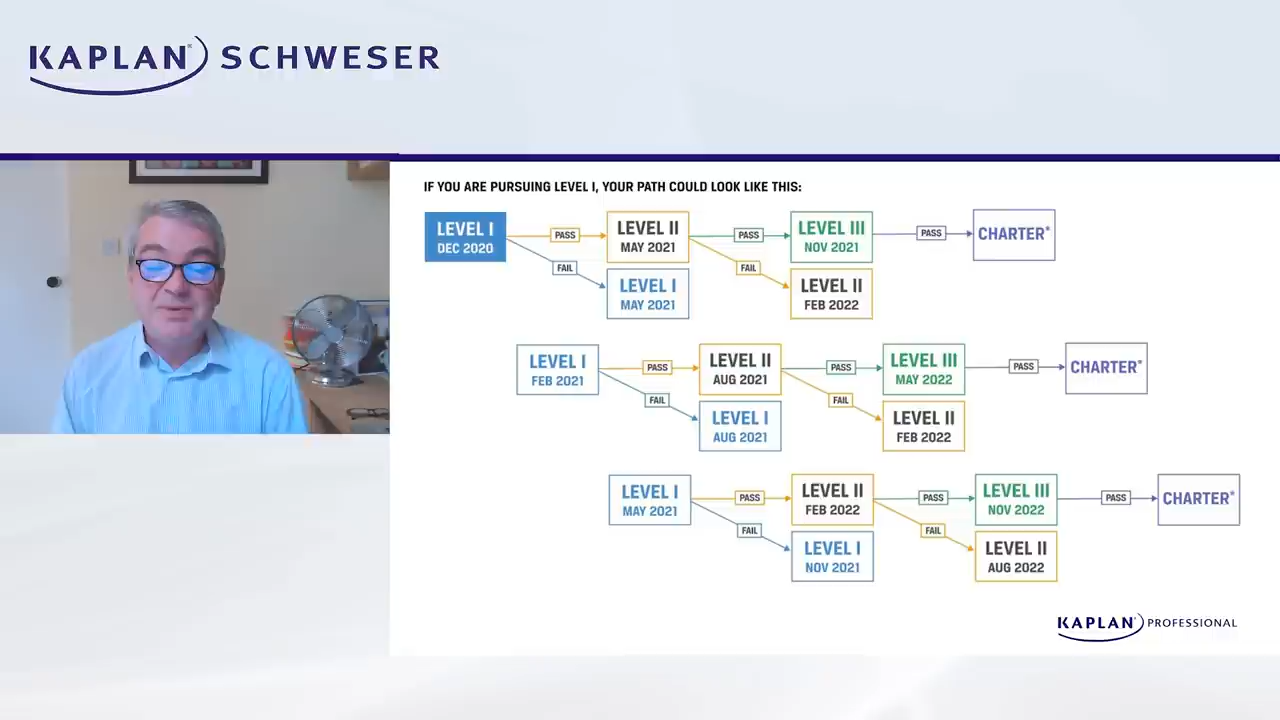 KAPLAN SCHWESER
IF YOU ARE PURSUING LEVEL I, YOUR PATH COULD LOOK LIKE THIS:
LEVEL I
DEC 2020
PASS
FAIL
LEVEL II
MAY 2021
LEVEL I
MAY 2021
PASS
FAIL
LEVEL III
NOV 2021
LEVEL II
FEB 2022
PASS
CHARTER*
LEVEL I
FEB 2021
PASS
FAIL
LEVEL II
AUG 2021
LEVEL I
AUG 2021
PASS
FAIL
LEVEL III
MAY 2022
LEVEL II
FEB 2022
PASS
CHARTER*
LEVEL I
MAY 2021
PASS
FAIL
LEVEL II
FEB 2022
LEVEL I
NOV 2021
PASS
FAIL
LEVEL III
NOV 2022
LEVEL II
AUG 2022
PASS
CHARTER*
KAPLAN PROFESSIONAL